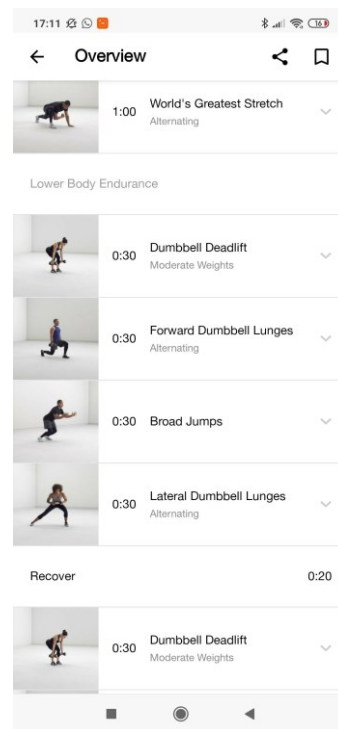 17:11
16
Overview
1:00
World's Greatest Stretch
Alternating
Lower Body Endurance
0:30
Dumbbell Deadlift
Moderate Weights
0:30
Forward Dumbbell Lunges
Alternating
0:30
Broad Jumps
0:30
Lateral Dumbbell Lunges
Alternating
Recover
0:20
0:30
Dumbbell Deadlift
Moderate Weights